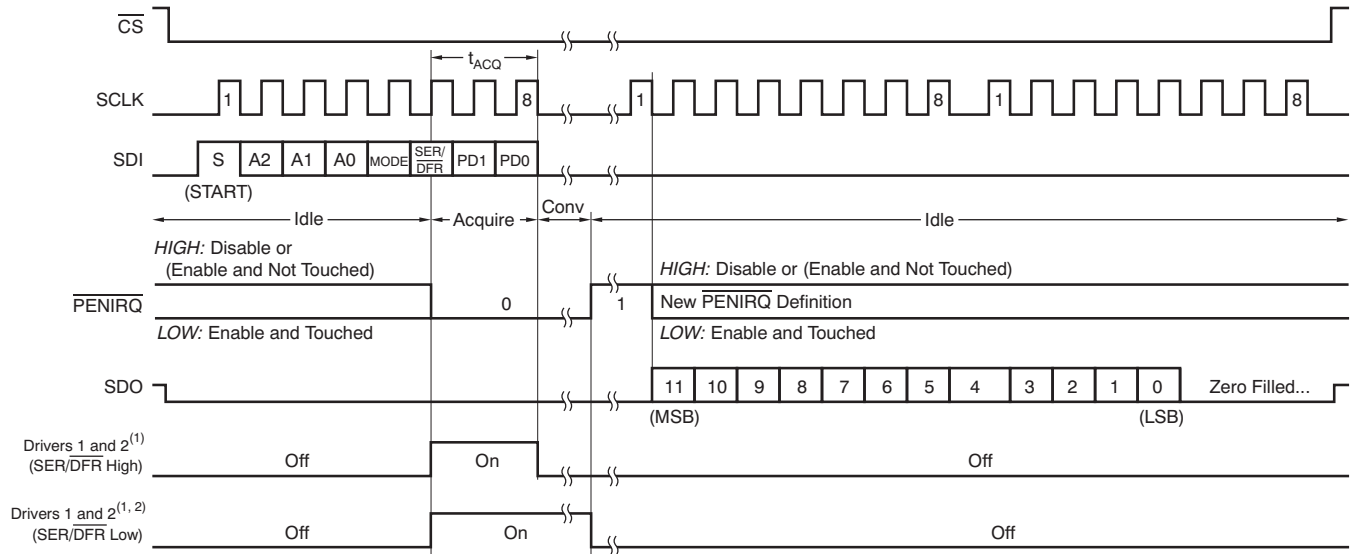 CS
tACQ
SCLK 1 8 1 8 1 8
SDI S A2 A1 A0 MODE SER/DFR PD1 PD0
(START)
Idle Acquire Conv Idle
HIGH: Disable or
(Enable and Not Touched)
HIGH: Disable or (Enable and Not Touched)
PENIRQ 0 1 New PENIRQ Definition
LOW: Enable and Touched LOW: Enable and Touched
SDO 11 10 9 8 7 6 5 4 3 2 1 0 Zero Filled...
(MSB) (LSB)
Drivers 1 and 2(1)
(SER/DFR High) Off On Off
Drivers 1 and 2(1, 2)
(SER/DFR Low) Off On Off